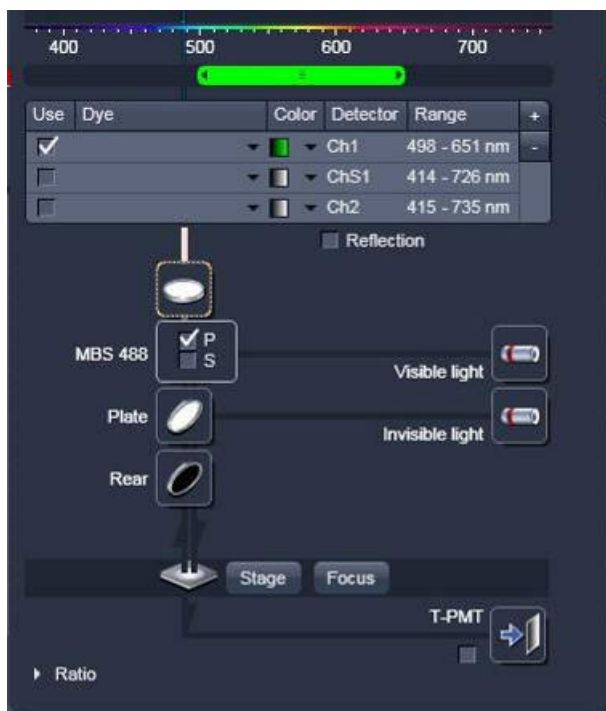 400 500 600 700
Use Dye Color Detector Range +
Ch1 498 - 651 nm -
ChS1 414 - 726 nm
Ch2 415 - 735 nm
Reflection
MBS 488 P
S
Visible light
Plate
Invisible light
Rear
Stage Focus
T-PMT
Ratio